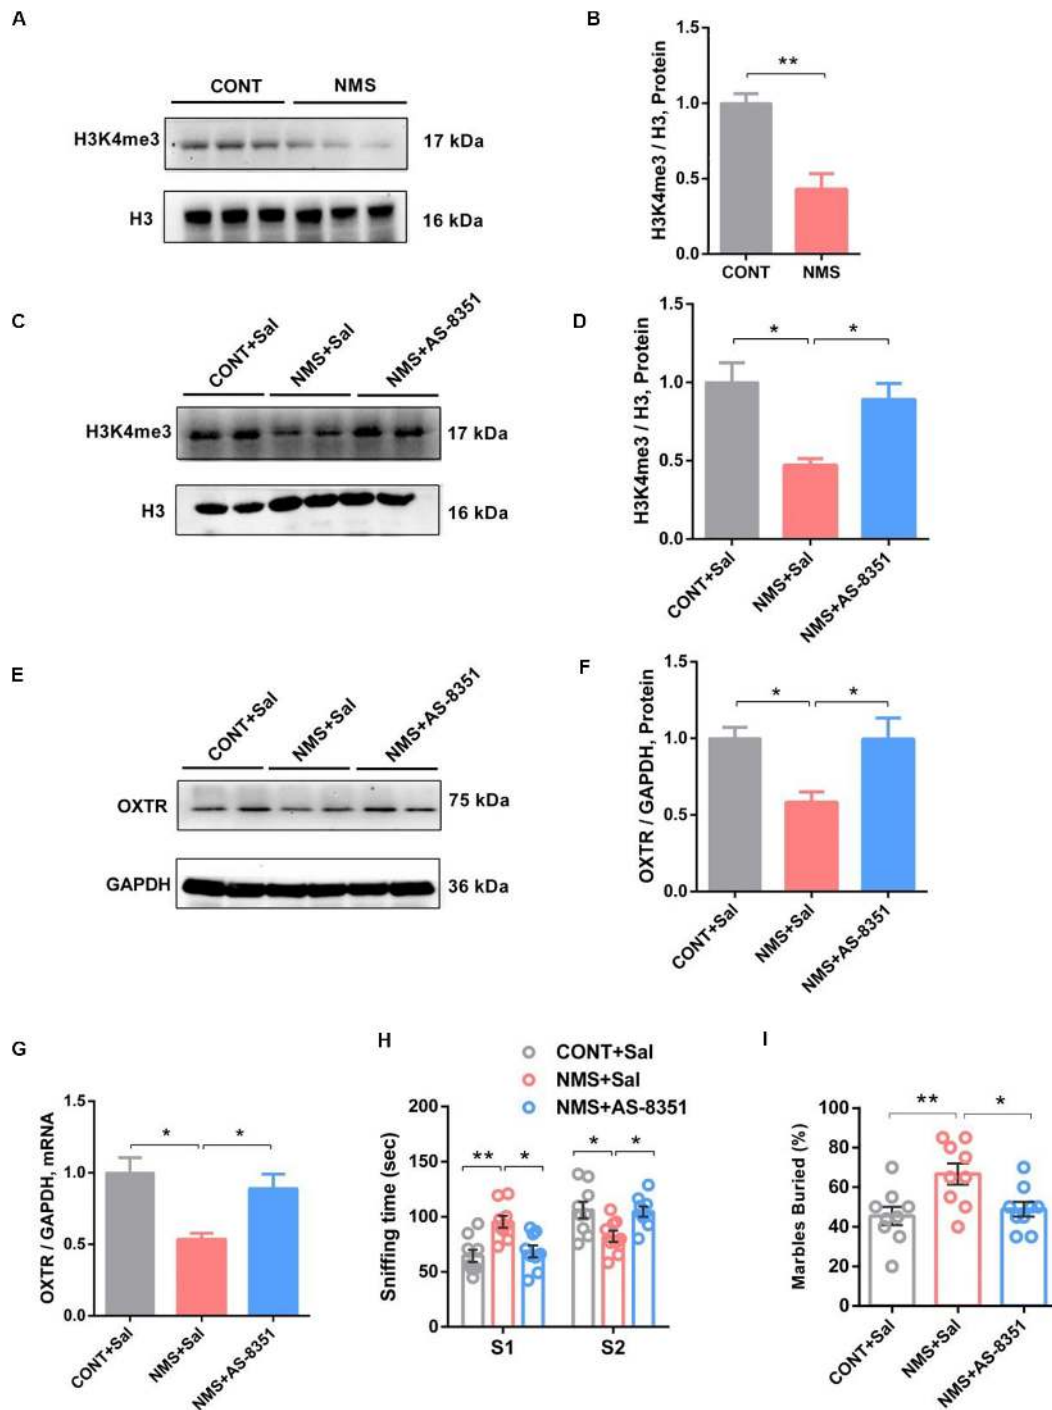 A
CONT NMS
H3K4me3 17 kDa
H3 16 kDa
B
H3K4me3 / H3, Protein
1.5
**
1.0
0.5
0.0
CONT NMS
C
CONT+Sal NMS+Sal NMS+AS-8351
H3K4me3 17 kDa
H3 16 kDa
D
H3K4me3 / H3, Protein
1.5
* *
1.0
0.5
0.0
CONT+Sal NMS+Sal NMS+AS-8351
E
CONT+Sal NMS+Sal NMS+AS-8351
OXTR 75 kDa
GAPDH 36 kDa
F
OXTR / GAPDH, Protein
1.5
* *
1.0
0.5
0.0
CONT+Sal NMS+Sal NMS+AS-8351
G
OXTR / GAPDH, mRNA
1.5
* *
1.0
0.5
0.0
CONT+Sal NMS+Sal NMS+AS-8351
H
CONT+Sal
NMS+Sal
NMS+AS-8351
Sniffing time (sec)
200
150
** * * *
100
50
0
S1 S2
I
Marbles Buried (%)
** *
100
80
60
40
20
0
CONT+Sal NMS+Sal NMS+AS-8351